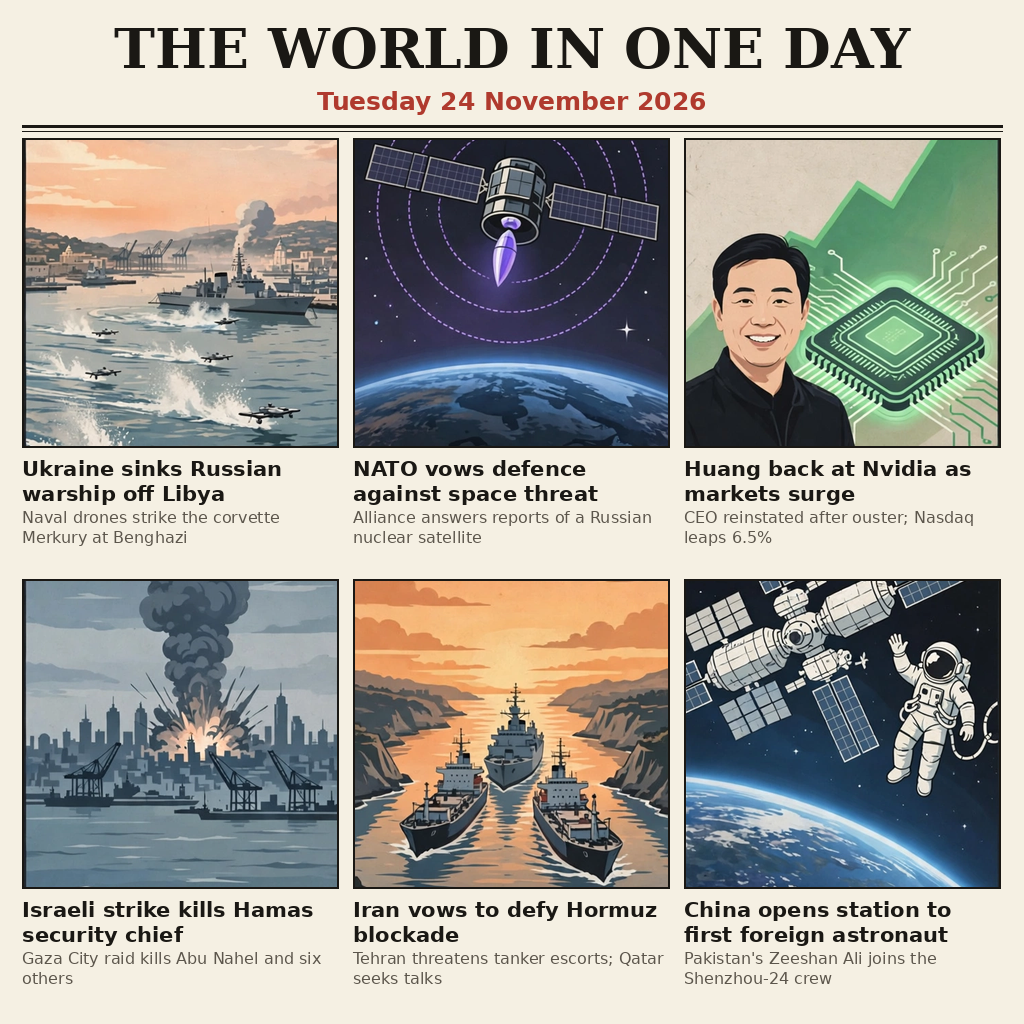 THE WORLD IN ONE DAY
Tuesday 24 November 2026
Ukraine sinks Russian
warship off Libya
Naval drones strike the corvette
Merkury at Benghazi
NATO vows defence
against space threat
Alliance answers reports of a Russian
nuclear satellite
Huang back at Nvidia as
markets surge
CEO reinstated after ouster; Nasdaq
leaps 6.5%
Israeli strike kills Hamas
security chief
Gaza City raid kills Abu Nahel and six
others
Iran vows to defy Hormuz
blockade
Tehran threatens tanker escorts; Qatar
seeks talks
China opens station to
first foreign astronaut
Pakistan's Zeeshan Ali joins the
Shenzhou-24 crew